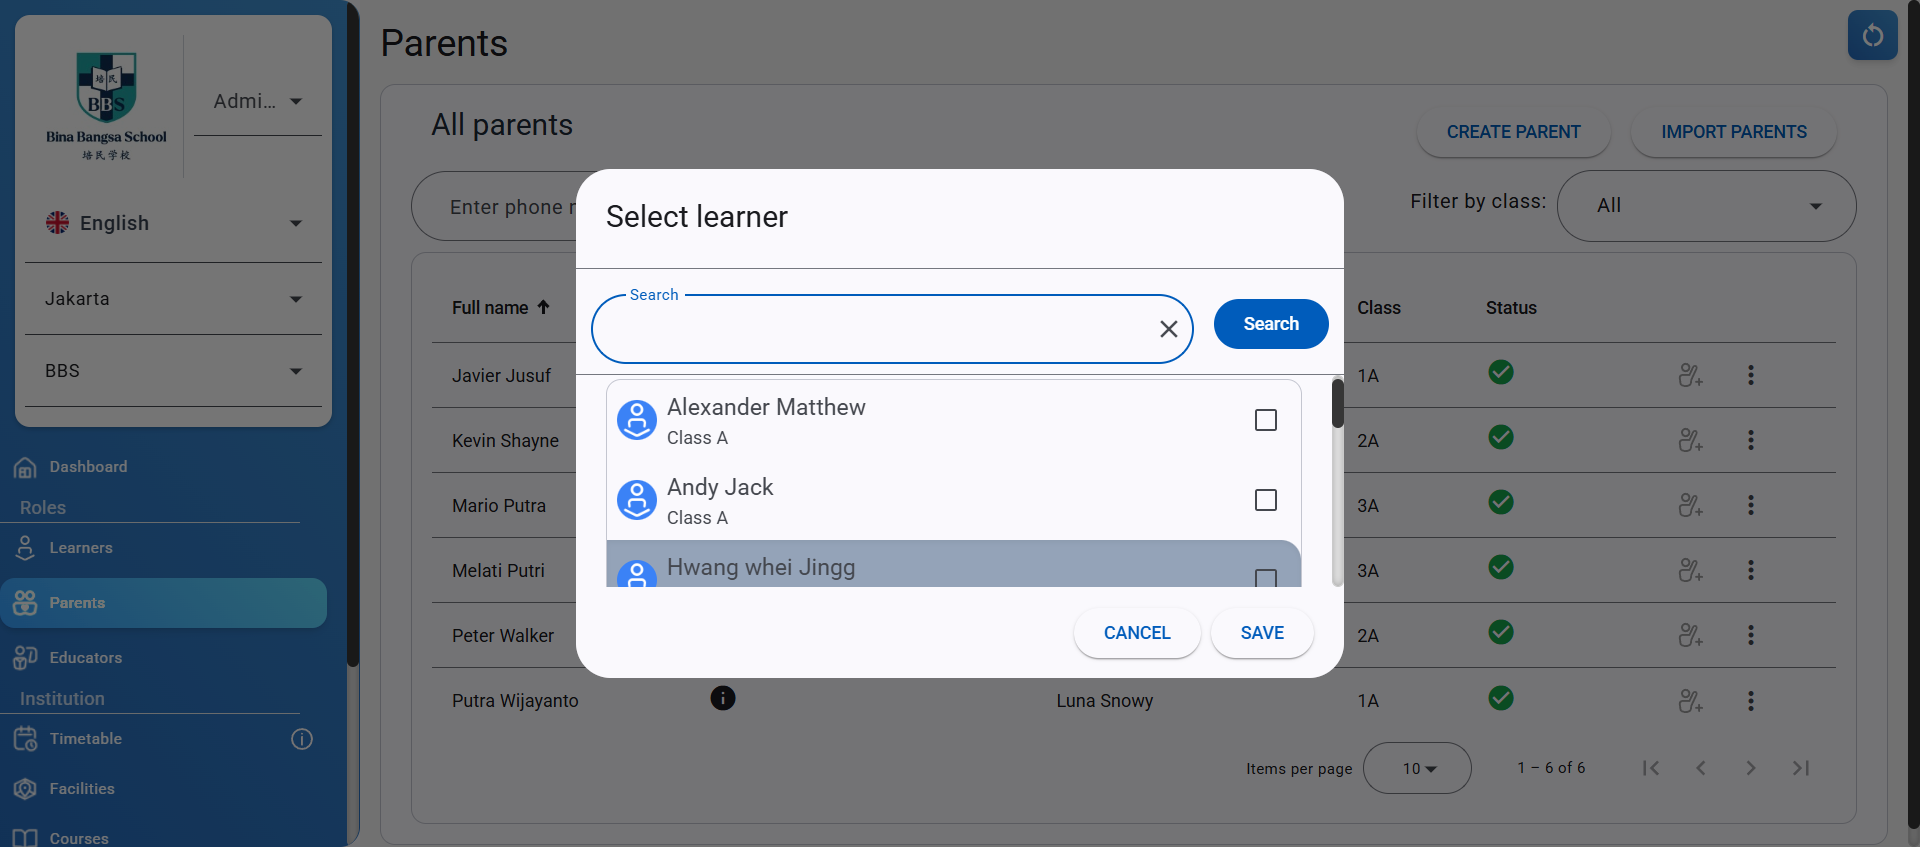 培 民
BBS
Bina Bangsa School
培民学校
Admi...
English
Jakarta
BBS
Dashboard
Roles
Learners
Parents
Educators
Institution
Timetable
Facilities
Courses
Parents
All parents
CREATE PARENT
IMPORT PARENTS
Enter phone
Filter by class:
All
Full name
Class
Status
Javier Jusuf
1A
Kevin Shayne
2A
Mario Putra
3A
Melati Putri
3A
Peter Walker
2A
Putra Wijayanto
Luna Snowy
1A
Items per page
10
1 – 6 of 6
Select learner
Search
Search
Alexander Matthew
Class A
Andy Jack
Class A
Hwang whei Jingg
CANCEL
SAVE